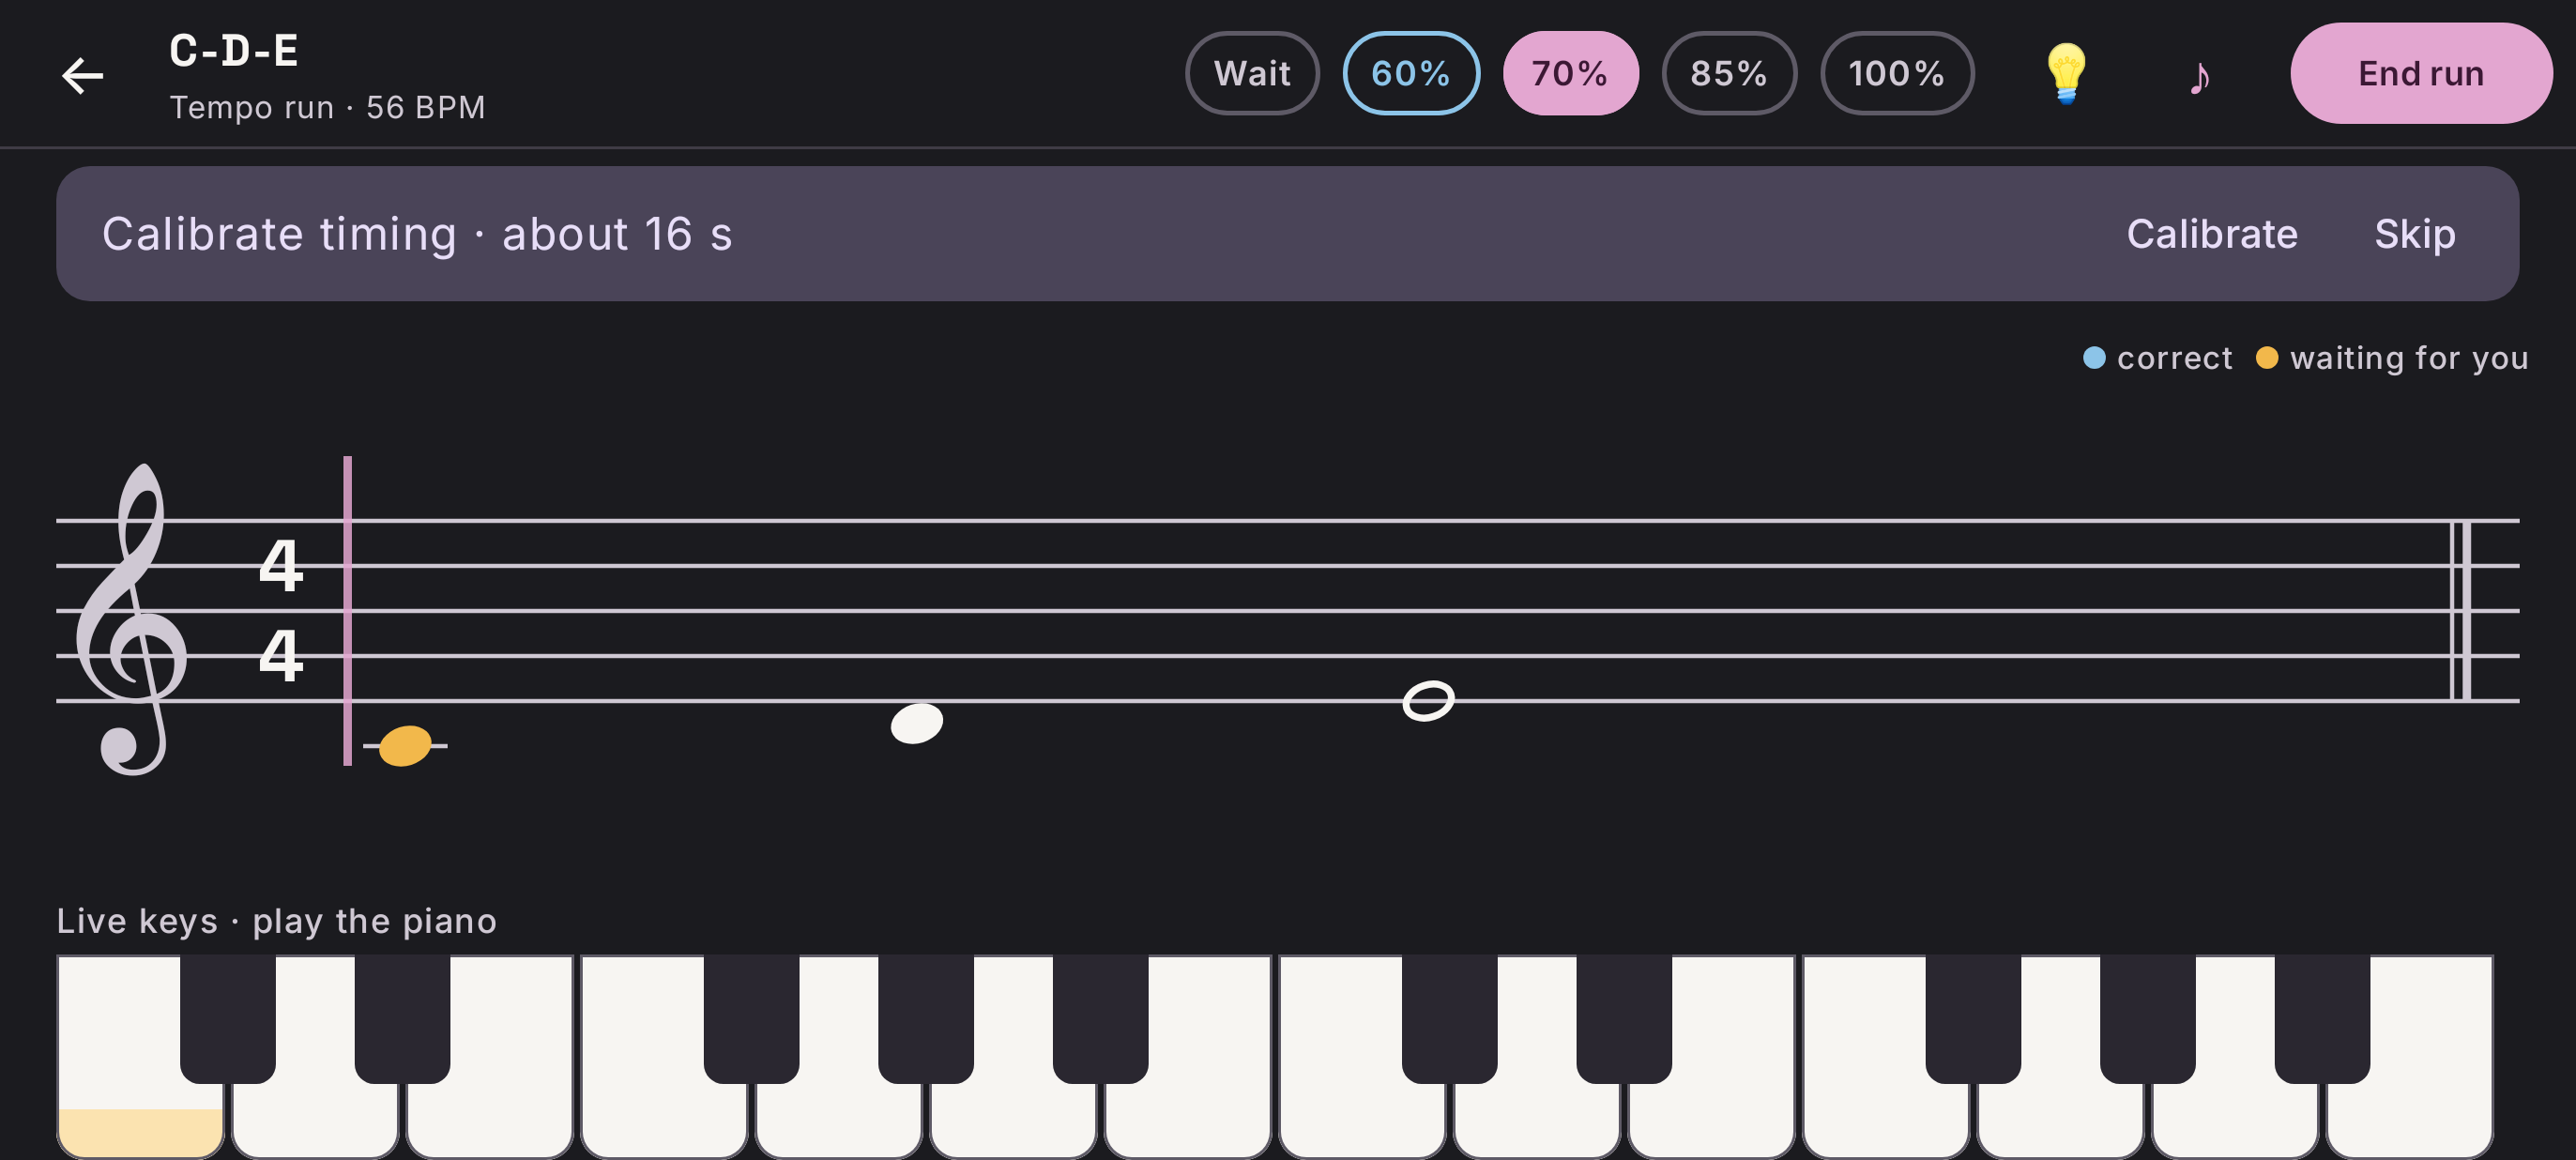 C-D-E
Tempo run · 56 BPM
Wait 60% 70% 85% 100% End run
Calibrate timing · about 16 s Calibrate Skip
correct waiting for you
4
4
Live keys · play the piano